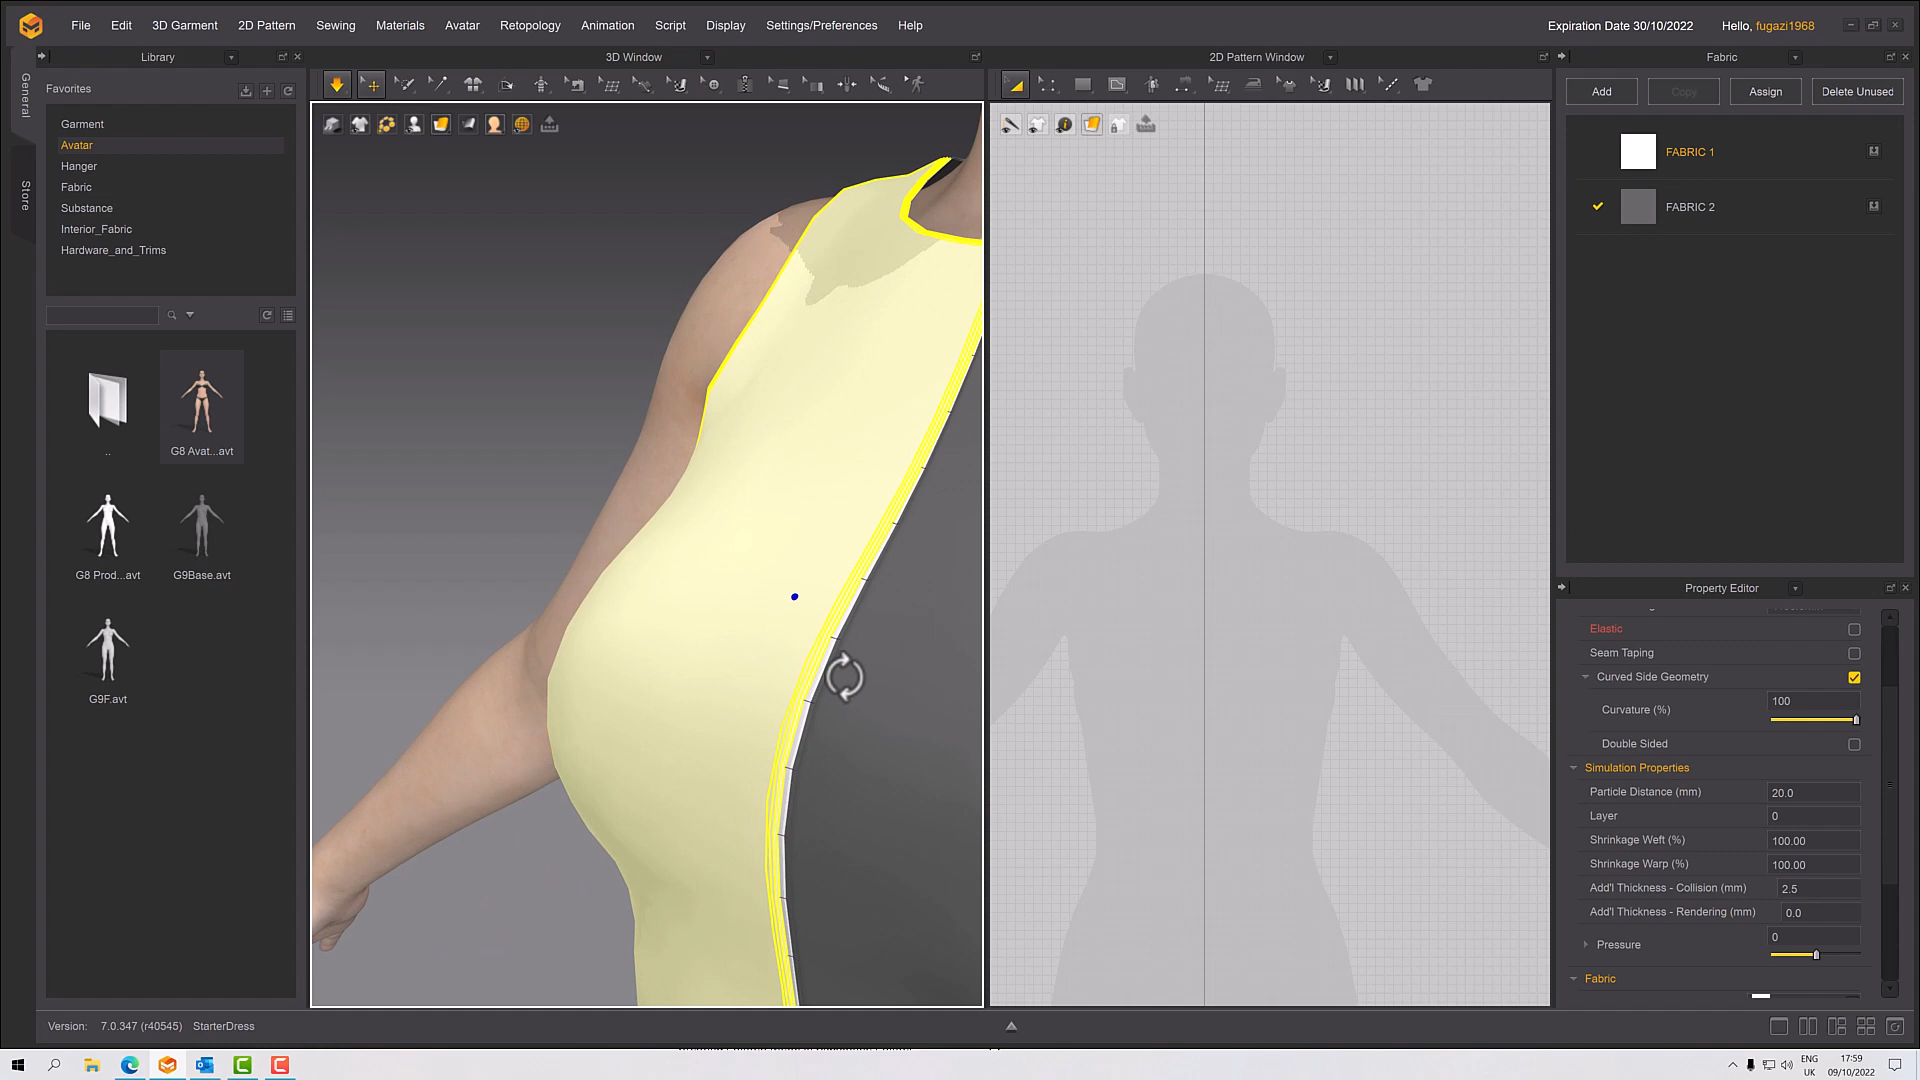 File Edit 3D Garment 2D Pattern Sewing Materials Avatar Retopology Animation Script Display Settings/Preferences Help Expiration Date 30/10/2022 Hello, fugazi1968
Library 3D Window 2D Pattern Window Fabric
General
Store
Favorites
Garment
Avatar
Hanger
Fabric
Substance
Interior_Fabric
Hardware_and_Trims
..
G8 Avat...avt
G8 Prod...avt
G9Base.avt
G9F.avt
Add Copy Assign Delete Unused
FABRIC 1
FABRIC 2
Property Editor
Elastic
Seam Taping
Curved Side Geometry
Curvature (%) 100
Double Sided
Simulation Properties
Particle Distance (mm) 20.0
Layer 0
Shrinkage Weft (%) 100.00
Shrinkage Warp (%) 100.00
Add'l Thickness - Collision (mm) 2.5
Add'l Thickness - Rendering (mm) 0.0
Pressure 0
Fabric
Version: 7.0.347 (r40545) StarterDress
ENG
UK
17:59
09/10/2022